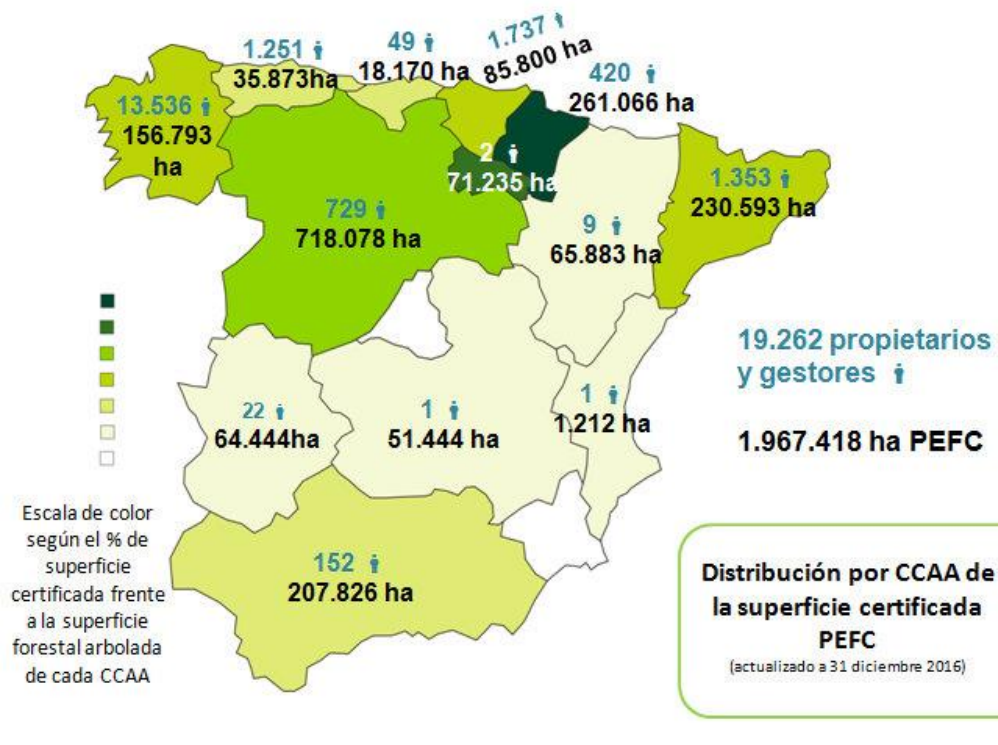 1.251
35.873ha
49
18.170 ha
1.737
85.800 ha
420
261.066 ha
13.536
156.793
ha
2
71.235 ha
1.353
230.593 ha
729
718.078 ha
9
65.883 ha
19.262 propietarios
y gestores
1.967.418 ha PEFC
22
64.444ha
1
51.444 ha
1
1.212 ha
152
207.826 ha
Escala de color
según el % de
superficie
certificada frente
a la superficie
forestal arbolada
de cada CCAA
Distribución por CCAA de
la superficie certificada
PEFC
(actualizado a 31 diciembre 2016)